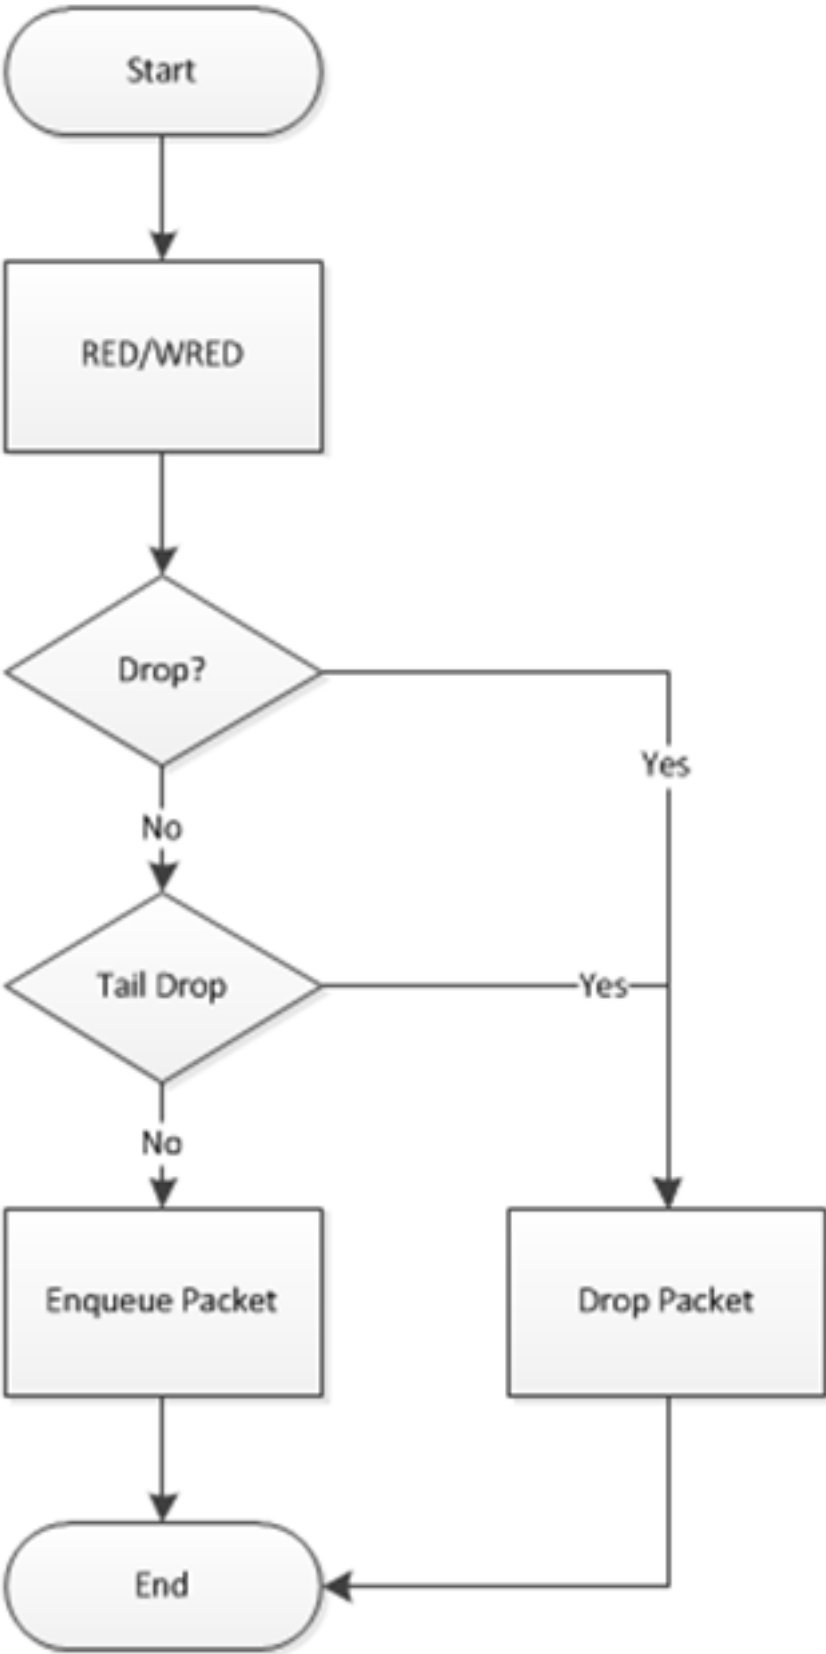 Start
RED/WRED
Drop?
Yes
No
Tail Drop
Yes
No
Enqueue Packet
Drop Packet
End